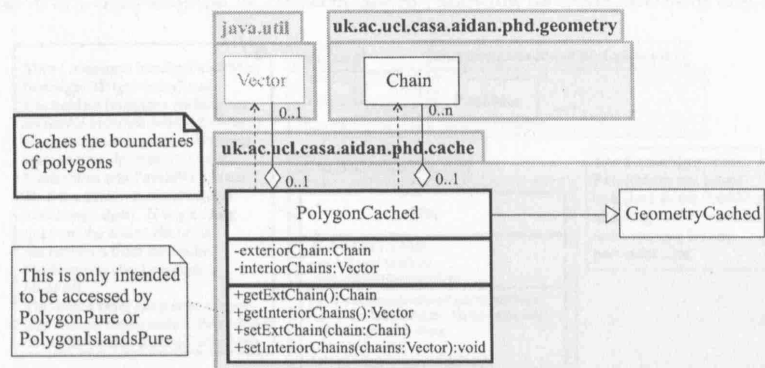 java.util
uk.ac.ucl.casa.aidan.phd.geometry
Vector
Chain
0..1
0..n
Caches the boundaries
of polygons
uk.ac.ucl.casa.aidan.phd.cache
0..1
0..1
PolygonCached
GeometryCached
-exteriorChain:Chain
-interiorChains:Vector
This is only intended
to be accessed by
PolygonPure or
PolygonIslandsPure
+getExtChain():Chain
+getInteriorChains():Vector
+setExtChain(chain:Chain)
+setInteriorChains(chains:Vector):void